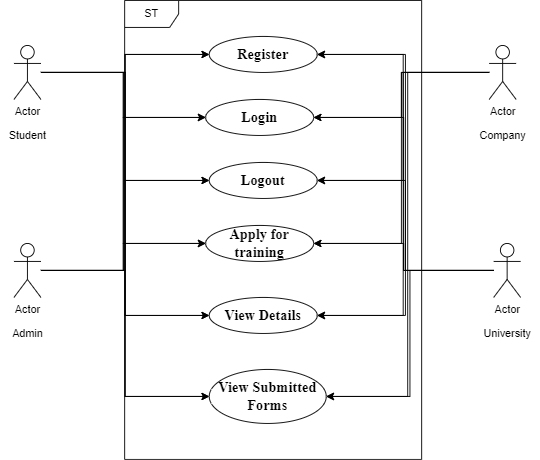 ST
Register
Actor
Student
Actor
Company
Login
Logout
Apply for
training
Actor
Admin
Actor
University
View Details
View Submitted
Forms